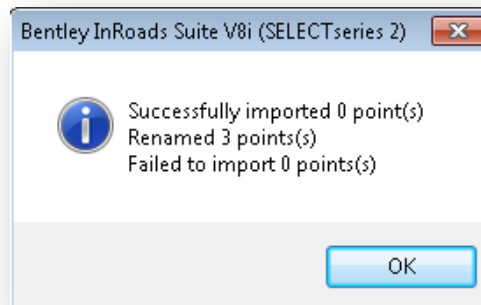 Bentley InRoads Suite V8i (SELECTseries 2)
Successfully imported 0 point(s)
Renamed 3 points(s)
Failed to import 0 points(s)
OK